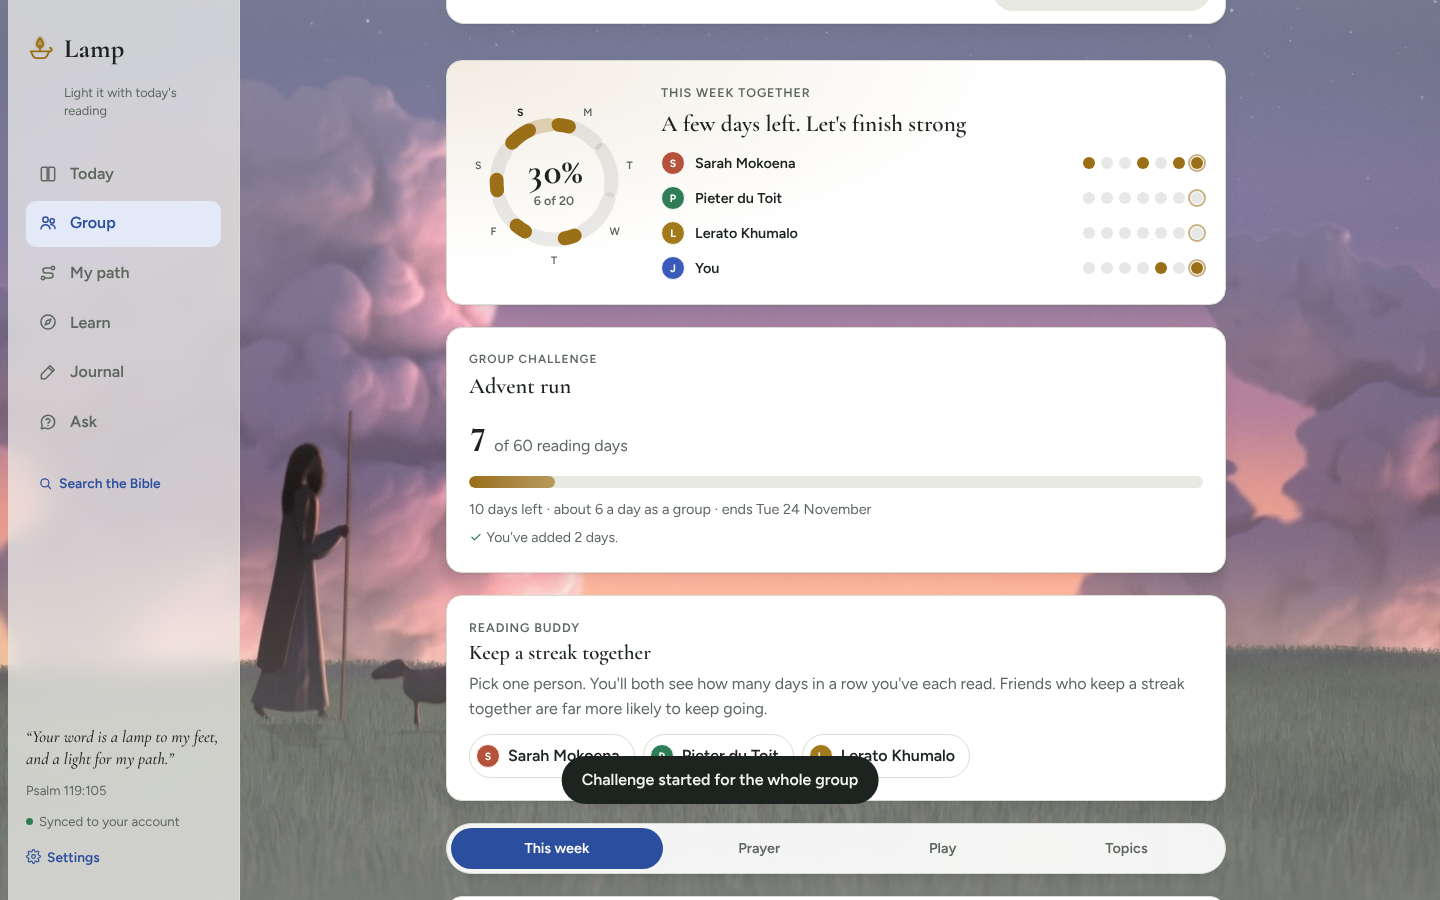 Lamp
Light it with today's
reading
Today
Group
My path
Learn
Journal
Ask
Search the Bible
“Your word is a lamp to my feet,
and a light for my path.”
Psalm 119:105
Synced to your account
Settings
S
M
T
W
T
F
S
30%
6 of 20
THIS WEEK TOGETHER
A few days left. Let's finish strong
S Sarah Mokoena
P Pieter du Toit
L Lerato Khumalo
J You
GROUP CHALLENGE
Advent run
7 of 60 reading days
10 days left · about 6 a day as a group · ends Tue 24 November
You've added 2 days.
READING BUDDY
Keep a streak together
Pick one person. You'll both see how many days in a row you've each read. Friends who keep a streak
together are far more likely to keep going.
S Sarah Mokoena P Pieter du Toit L Lerato Khumalo
Challenge started for the whole group
This week Prayer Play Topics